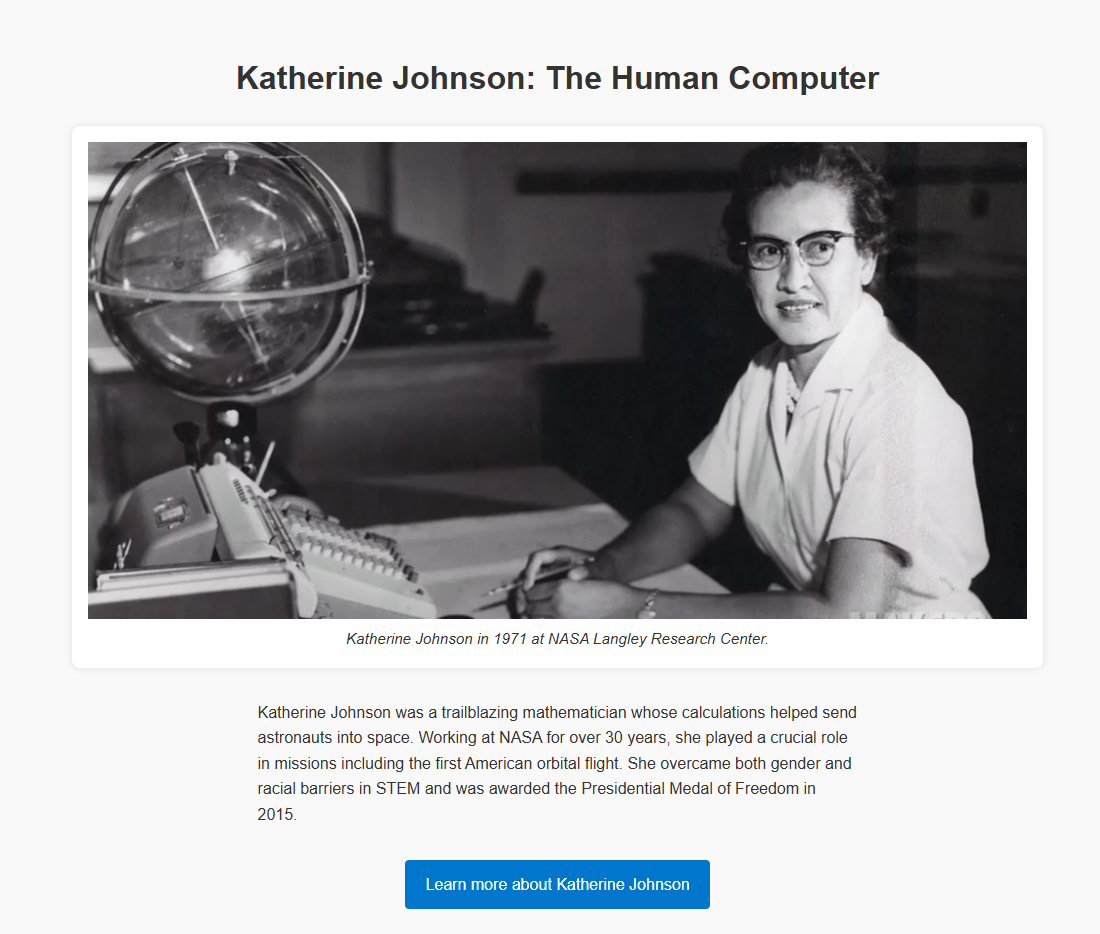 Katherine Johnson: The Human Computer
Katherine Johnson in 1971 at NASA Langley Research Center.
Katherine Johnson was a trailblazing mathematician whose calculations helped send
astronauts into space. Working at NASA for over 30 years, she played a crucial role
in missions including the first American orbital flight. She overcame both gender and
racial barriers in STEM and was awarded the Presidential Medal of Freedom in
2015.
Learn more about Katherine Johnson